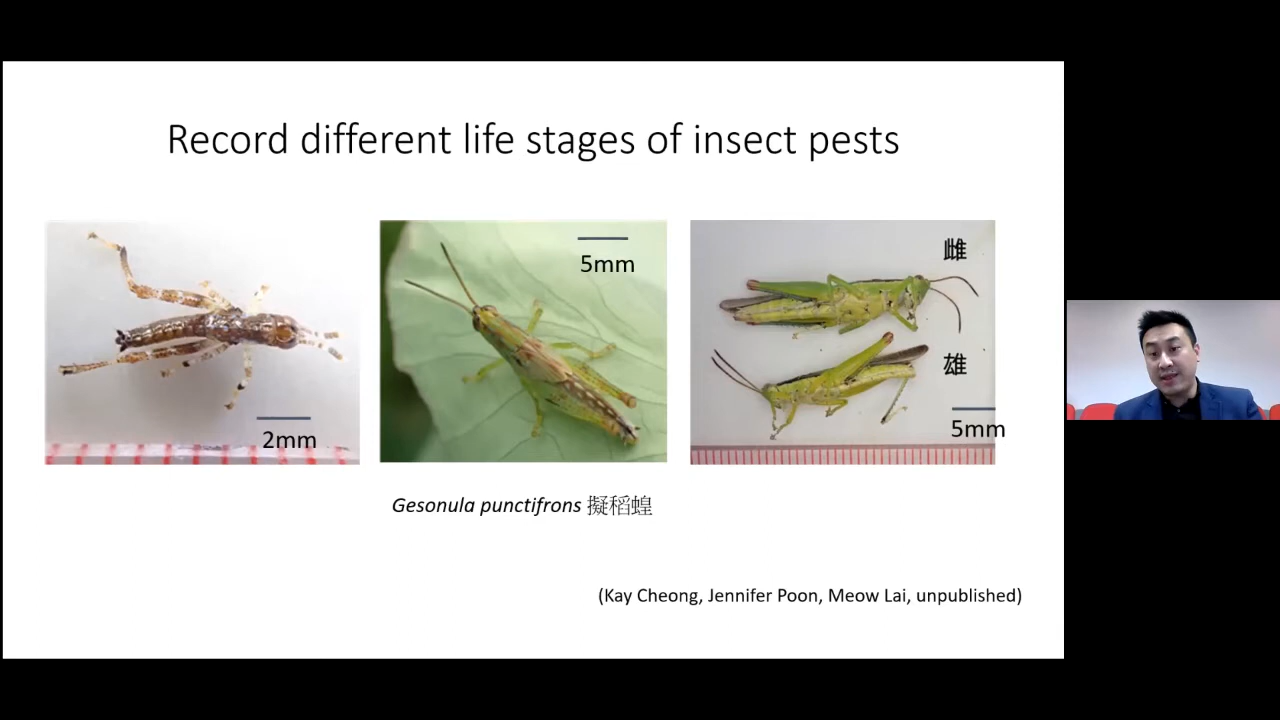 Record different life stages of insect pests
2mm
5mm
雌
雄
5mm
Gesonula punctifrons 擬稻蝗
(Kay Cheong, Jennifer Poon, Meow Lai, unpublished)